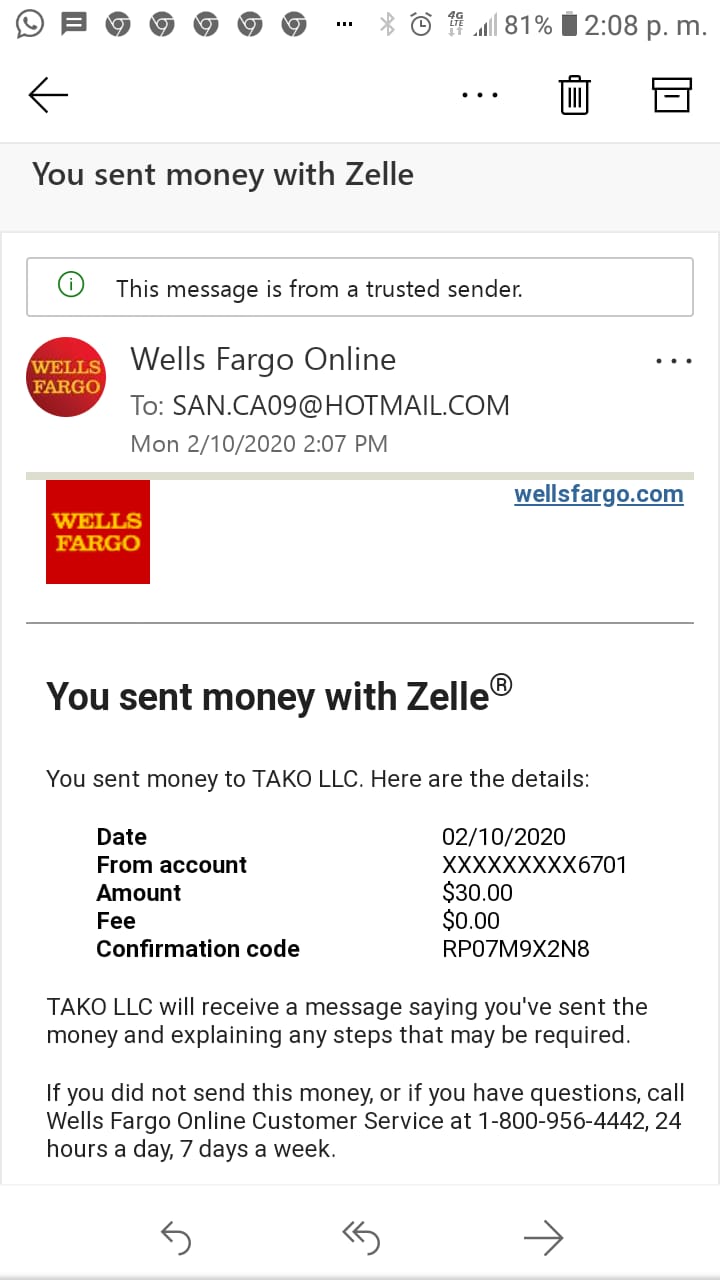 4G
LTE
81% 2:08 p. m.
You sent money with Zelle
This message is from a trusted sender.
WELLS
FARGO
Wells Fargo Online
To: SAN.CA09@HOTMAIL.COM
Mon 2/10/2020 2:07 PM
wellsfargo.com
WELLS
FARGO
You sent money with Zelle®
You sent money to TAKO LLC. Here are the details:
Date 02/10/2020
From account XXXXXXXXX6701
Amount $30.00
Fee $0.00
Confirmation code RP07M9X2N8
TAKO LLC will receive a message saying you've sent the
money and explaining any steps that may be required.
If you did not send this money, or if you have questions, call
Wells Fargo Online Customer Service at 1-800-956-4442, 24
hours a day, 7 days a week.